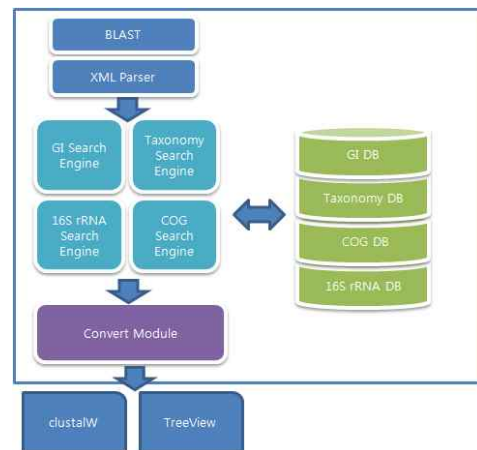 BLAST
XML Parser
GI Search
Engine
Taxonomy
Search
Engine
16S rRNA
Search
Engine
COG
Search
Engine
GI DB
Taxonomy DB
COG DB
16S rRNA DB
Convert Module
clustalW
TreeView